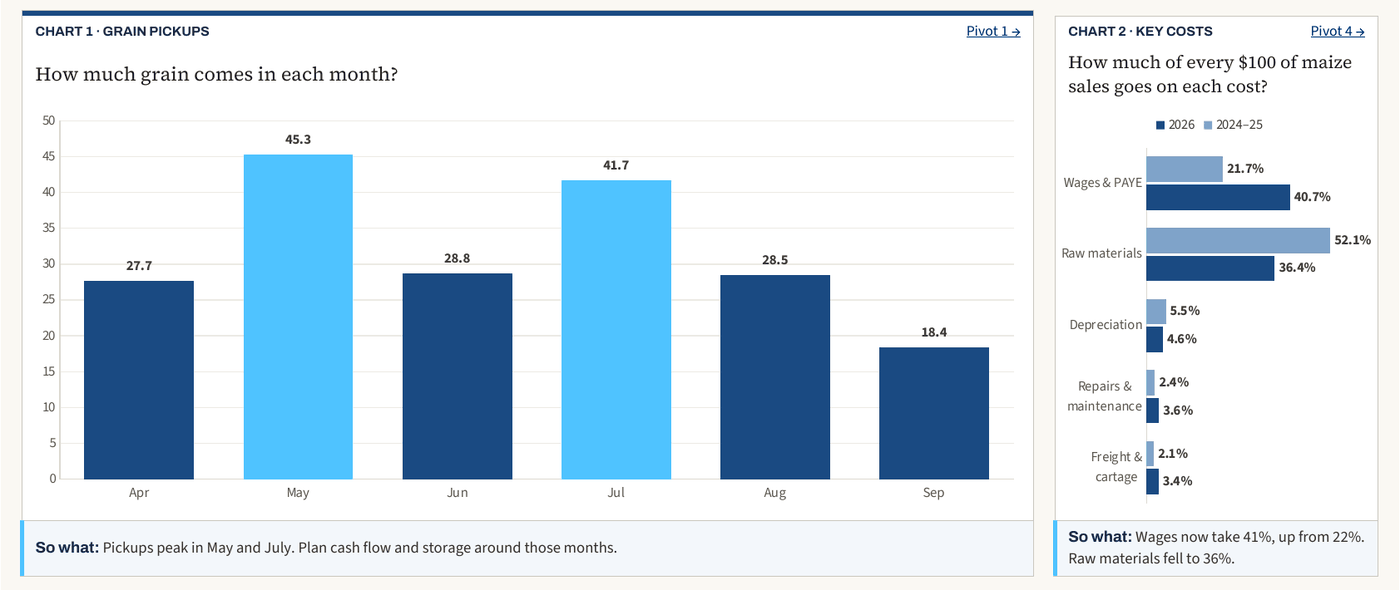 CHART 1 · GRAIN PICKUPS
Pivot 1 →
How much grain comes in each month?
50
45
40
35
30
25
20
15
10
5
0
27.7
45.3
28.8
41.7
28.5
18.4
Apr
May
Jun
Jul
Aug
Sep
So what: Pickups peak in May and July. Plan cash flow and storage around those months.
CHART 2 · KEY COSTS
Pivot 4 →
How much of every $100 of maize
sales goes on each cost?
2026
2024–25
Wages & PAYE
21.7%
40.7%
Raw materials
52.1%
36.4%
Depreciation
5.5%
4.6%
Repairs &
maintenance
2.4%
3.6%
Freight &
cartage
2.1%
3.4%
So what: Wages now take 41%, up from 22%.
Raw materials fell to 36%.